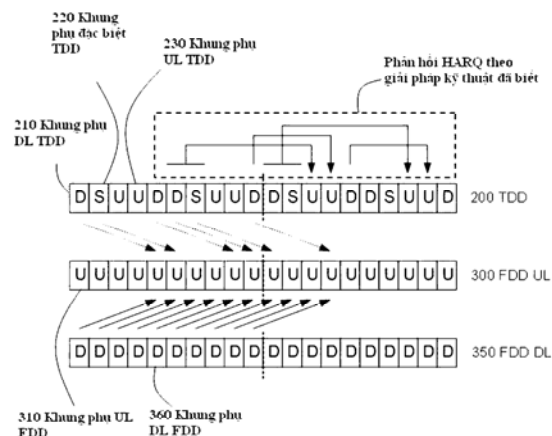 220 Khung
phụ đặc biệt
TDD
230 Khung phụ
UL TDD
Phản hồi HARQ theo
giải pháp kỹ thuật đã biết
210 Khung phụ
DL TDD
D S U U D D S U U D D S U U D D S U U D 200 TDD
U U U U U U U U U U U U U U U U U U U U 300 FDD UL
D D D D D D D D D D D D D D D D D D D D 350 FDD DL
310 Khung phụ UL
FDD
360 Khung phụ
DL FDD